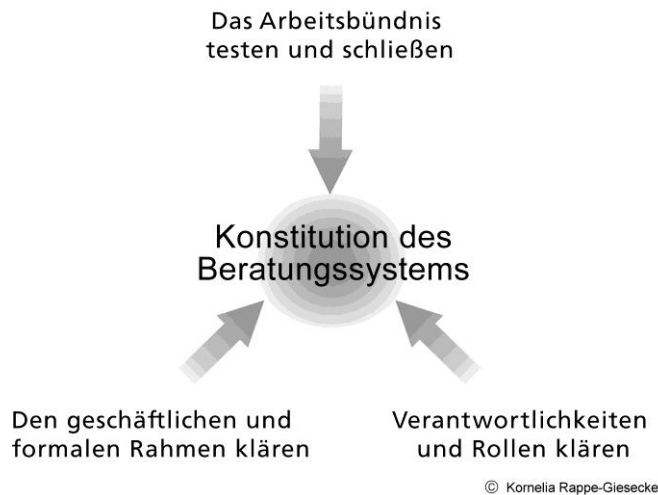 Das Arbeitsbündnis
testen und schließen
Konstitution des
Beratungssystems
Den geschäftlichen und
formalen Rahmen klären
Verantwortlichkeiten
und Rollen klären
© Kornelia Rappe-Giesecke